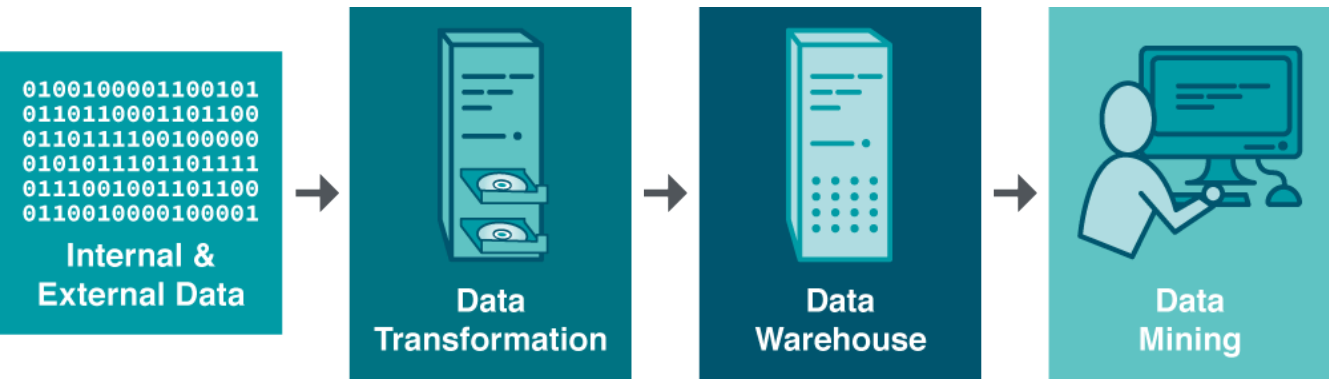 0100100001100101
0110110001101100
0110111100100000
0101011101101111
0111001001101100
0110010000100001
Internal &
External Data
Data
Transformation
Data
Warehouse
Data
Mining